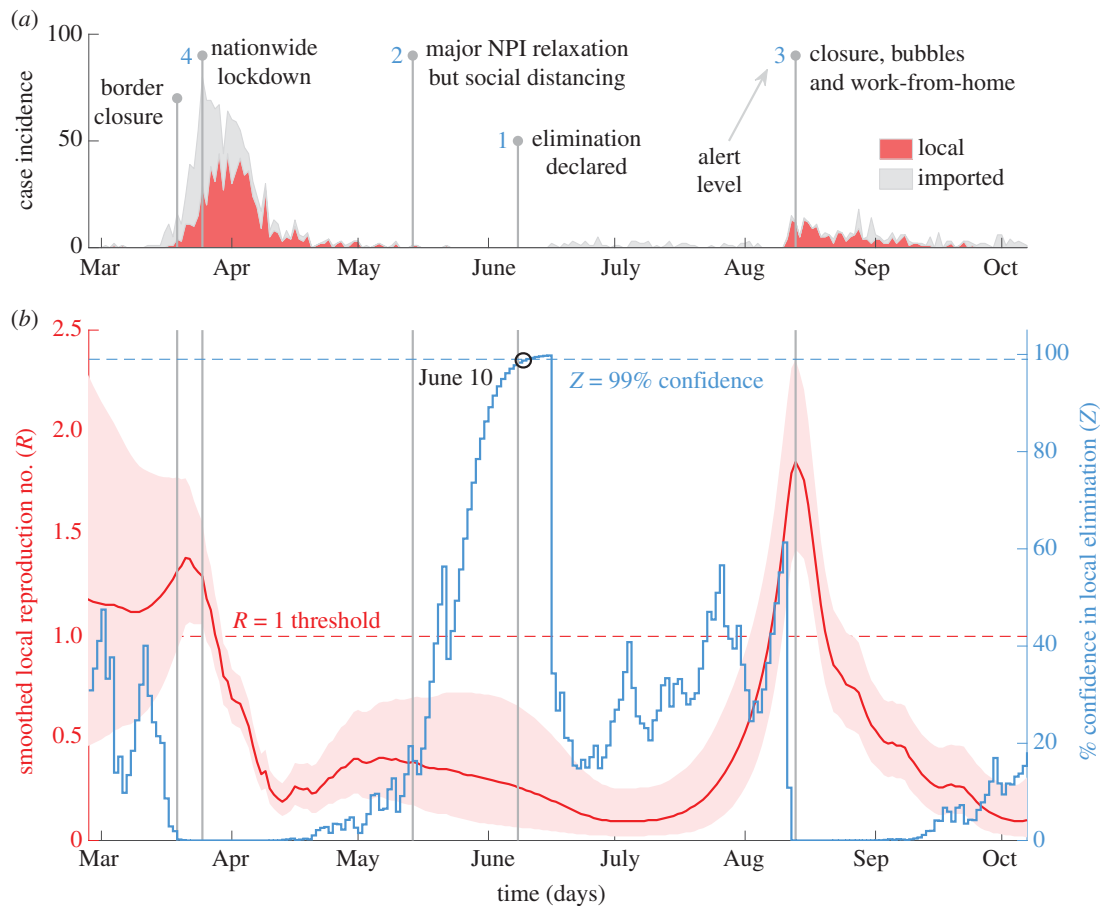 (a)
100
50
0
case incidence
border
closure
4
nationwide
lockdown
2
major NPI relaxation
but social distancing
1
elimination
declared
3
closure, bubbles
and work-from-home
alert
level
local
imported
Mar
Apr
May
June
July
Aug
Sep
Oct
(b)
2.5
2.0
1.5
1.0
0.5
0
smoothed local reproduction no. (R)
June 10
Z = 99% confidence
R = 1 threshold
100
80
60
40
20
0
% confidence in local elimination (Z)
Mar
Apr
May
June
July
Aug
Sep
Oct
time (days)